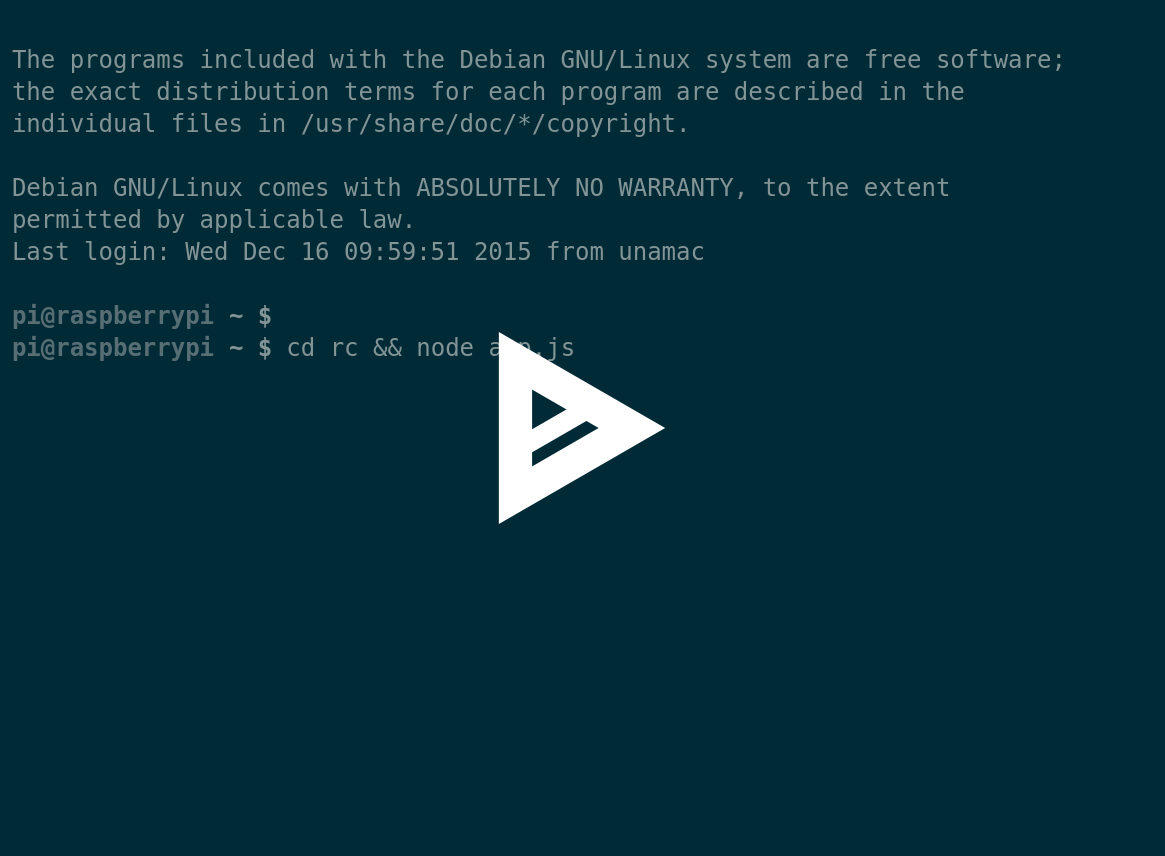 The programs included with the Debian GNU/Linux system are free software;
the exact distribution terms for each program are described in the
individual files in /usr/share/doc/*/copyright.
Debian GNU/Linux comes with ABSOLUTELY NO WARRANTY, to the extent
permitted by applicable law.
Last login: Wed Dec 16 09:59:51 2015 from unamac
pi@raspberrypi ~ $
pi@raspberrypi ~ $ cd rc && node app.js